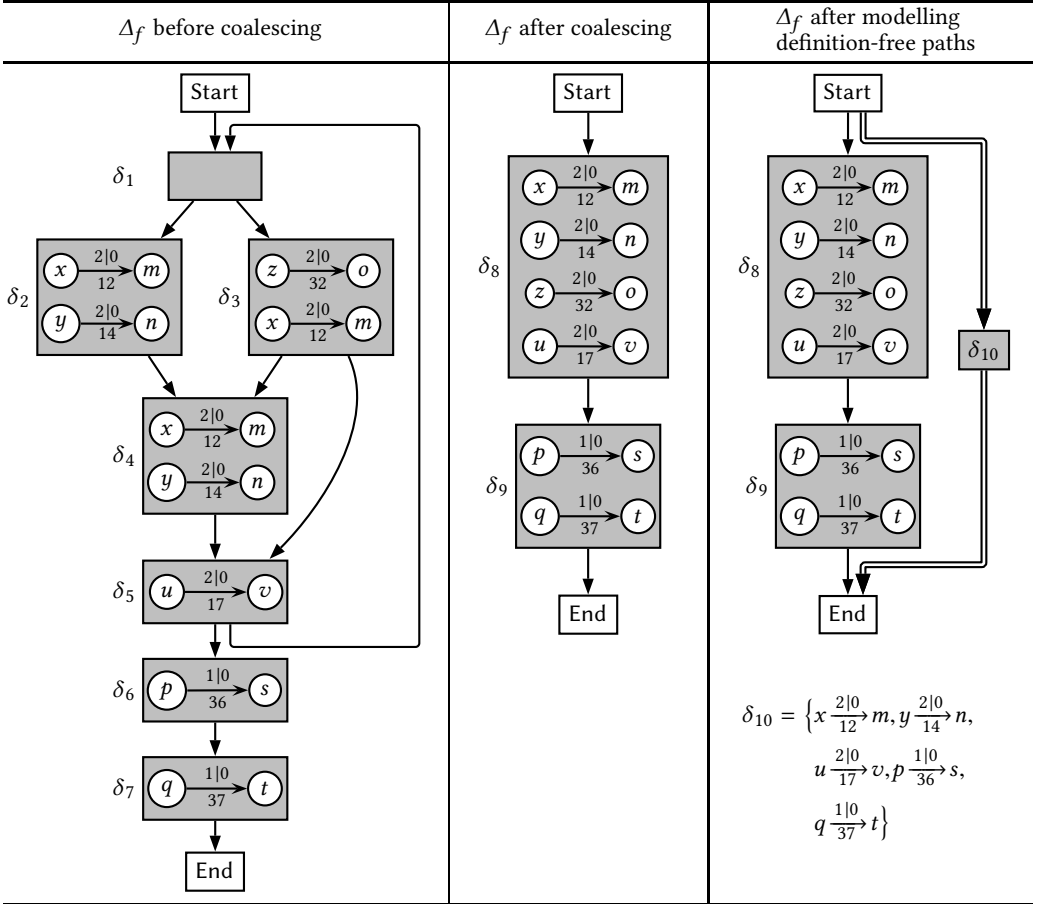 Δf before coalescing
Start
δ1
δ2
x 2|0 12 m
y 2|0 14 n
δ3
z 2|0 32 o
x 2|0 12 m
δ4
x 2|0 12 m
y 2|0 14 n
δ5
u 2|0 17 v
δ6
p 1|0 36 s
δ7
q 1|0 37 t
End
Δf after coalescing
Start
δ8
x 2|0 12 m
y 2|0 14 n
z 2|0 32 o
u 2|0 17 v
δ9
p 1|0 36 s
q 1|0 37 t
End
Δf after modelling
definition-free paths
Start
δ8
x 2|0 12 m
y 2|0 14 n
z 2|0 32 o
u 2|0 17 v
δ10
δ9
p 1|0 36 s
q 1|0 37 t
End
δ10 = {x 2|0 12 → m, y 2|0 14 → n,
u 2|0 17 → v, p 1|0 36 → s,
q 1|0 37 → t}